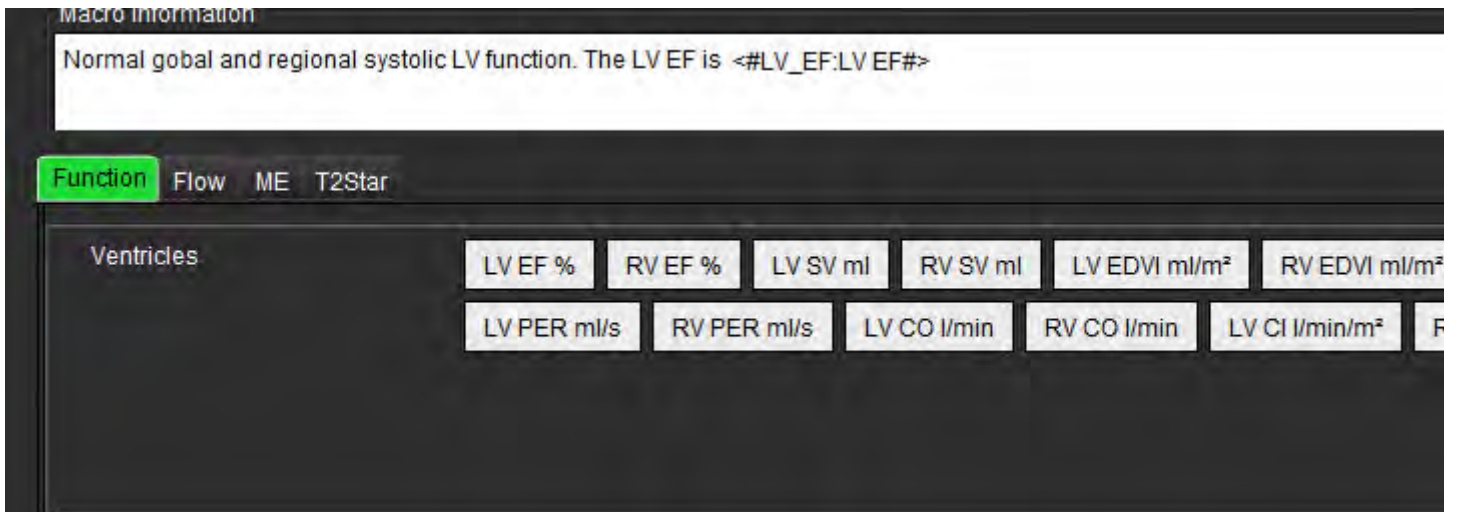 Macro Information
Normal gobal and regional systolic LV function. The LV EF is <#LV_EF:LV EF#>
Function Flow ME T2Star
Ventricles LV EF % RV EF % LV SV ml RV SV ml LV EDVI ml/m² RV EDVI ml/m²
LV PER ml/s RV PER ml/s LV CO l/min RV CO l/min LV CI l/min/m²